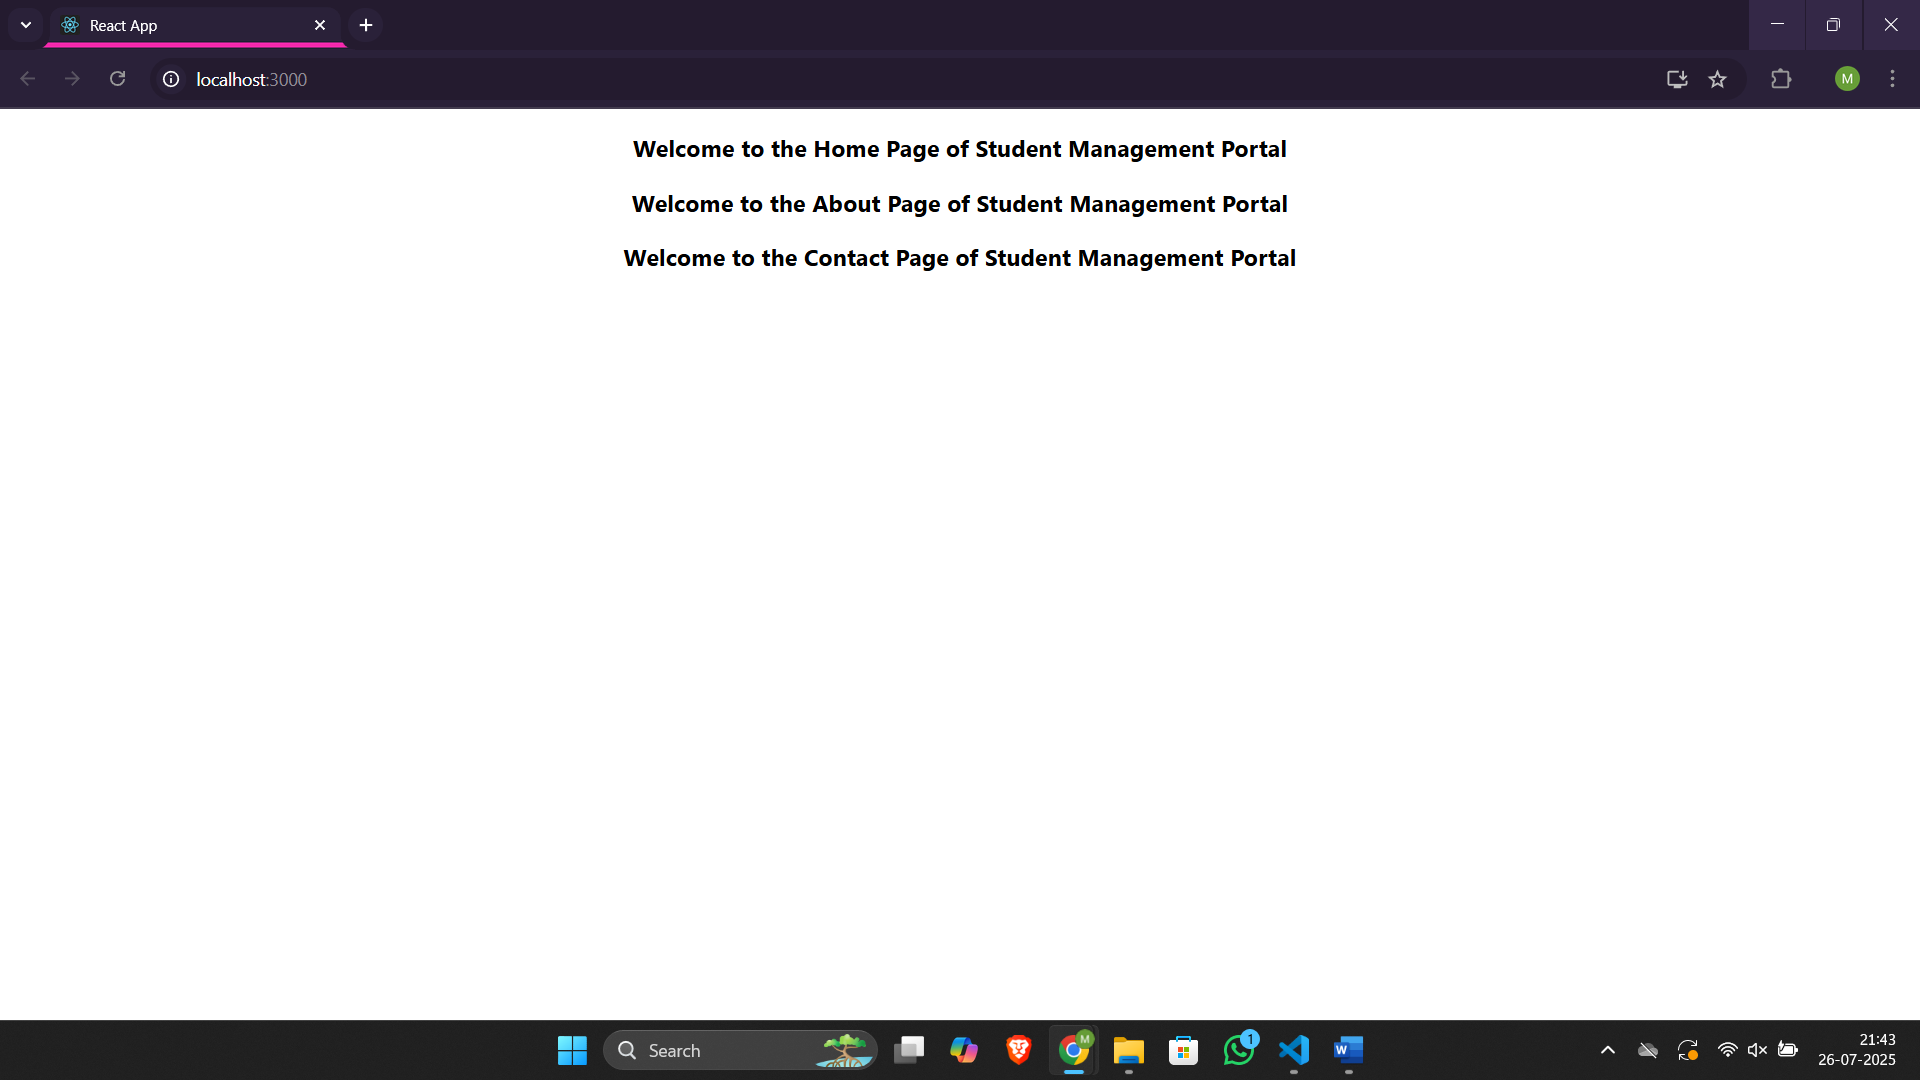 React App
localhost:3000
M
Welcome to the Home Page of Student Management Portal
Welcome to the About Page of Student Management Portal
Welcome to the Contact Page of Student Management Portal
Search
M
1
W
21:43
26-07-2025